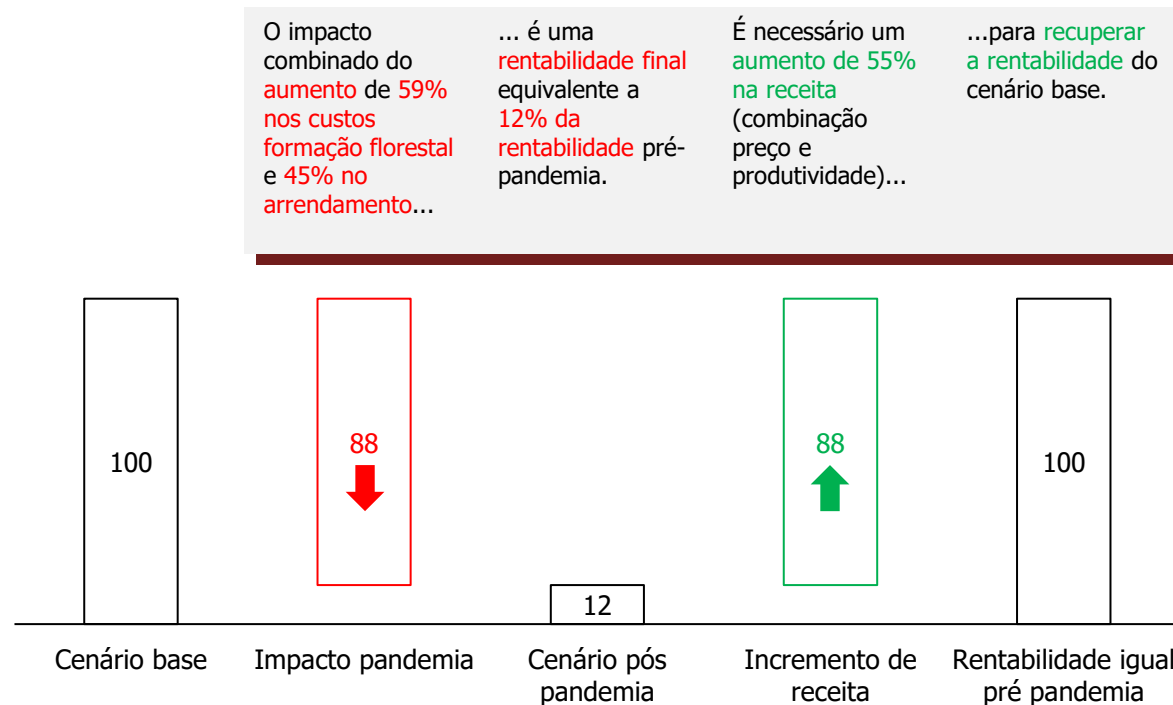 O impacto
combinado do
aumento de 59%
nos custos
formação florestal
e 45% no
arrendamento...
... é uma
rentabilidade final
equivalente a
12% da
rentabilidade pré-
pandemia.
É necessário um
aumento de 55%
na receita
(combinação
preço e
produtividade)...
...para recuperar
a rentabilidade do
cenário base.
100
88
12
88
100
Cenário base
Impacto pandemia
Cenário pós
pandemia
Incremento de
receita
Rentabilidade igual
pré pandemia